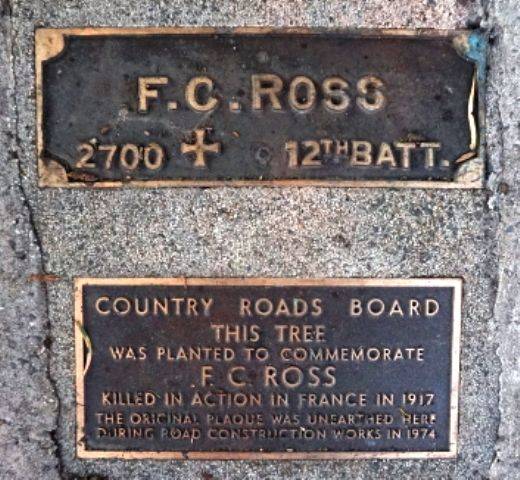 F.C. ROSS
2700 ✠ 12TH BATT.
COUNTRY ROADS BOARD
THIS TREE
WAS PLANTED TO COMMEMORATE
F. C. ROSS
KILLED IN ACTION IN FRANCE IN 1917
THE ORIGINAL PLAQUE WAS UNEARTHED HERE
DURING ROAD CONSTRUCTION WORKS IN 1974